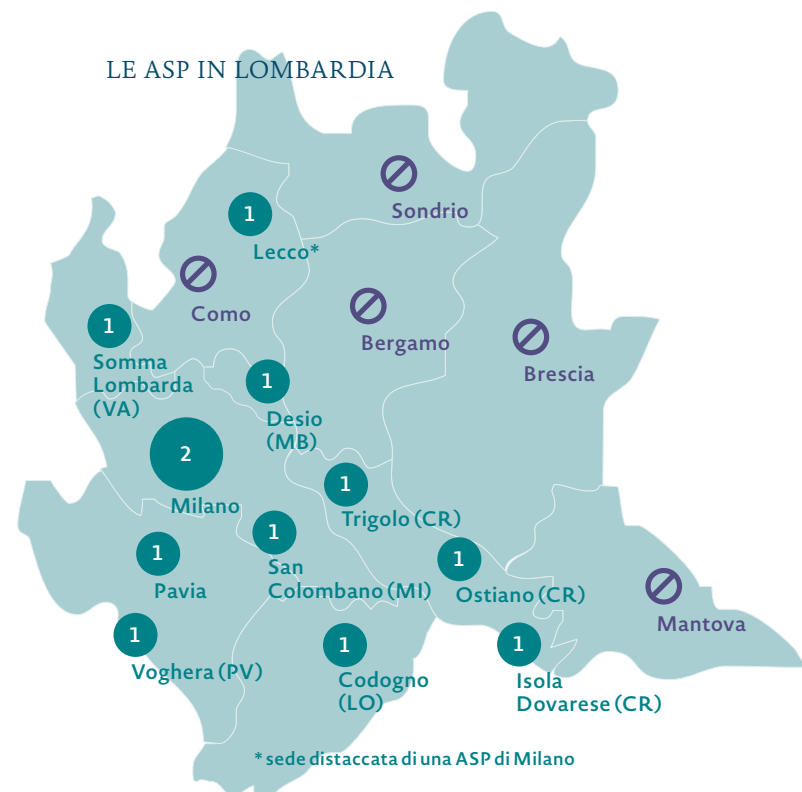 LE ASP IN LOMBARDIA
Sondrio
1
Lecco*
Como
Bergamo
Brescia
1
Somma
Lombarda
(VA)
1
Desio
(MB)
2
Milano
1
Trigolo (CR)
1
San
Colombano (MI)
1
Pavia
1
Ostiano (CR)
Mantova
1
Voghera (PV)
1
Codogno
(LO)
1
Isola
Dovarese (CR)
* sede distaccata di una ASP di Milano